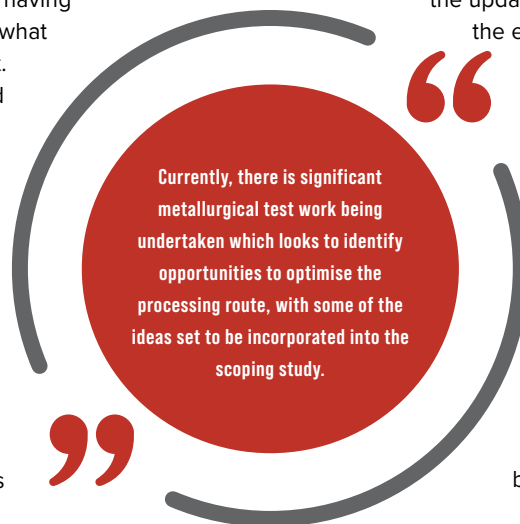 having
what
the upda
the e
Currently, there is significant
metallurgical test work being
undertaken which looks to identify
opportunities to optimise the
processing route, with some of the
ideas set to be incorporated into the
scoping study.